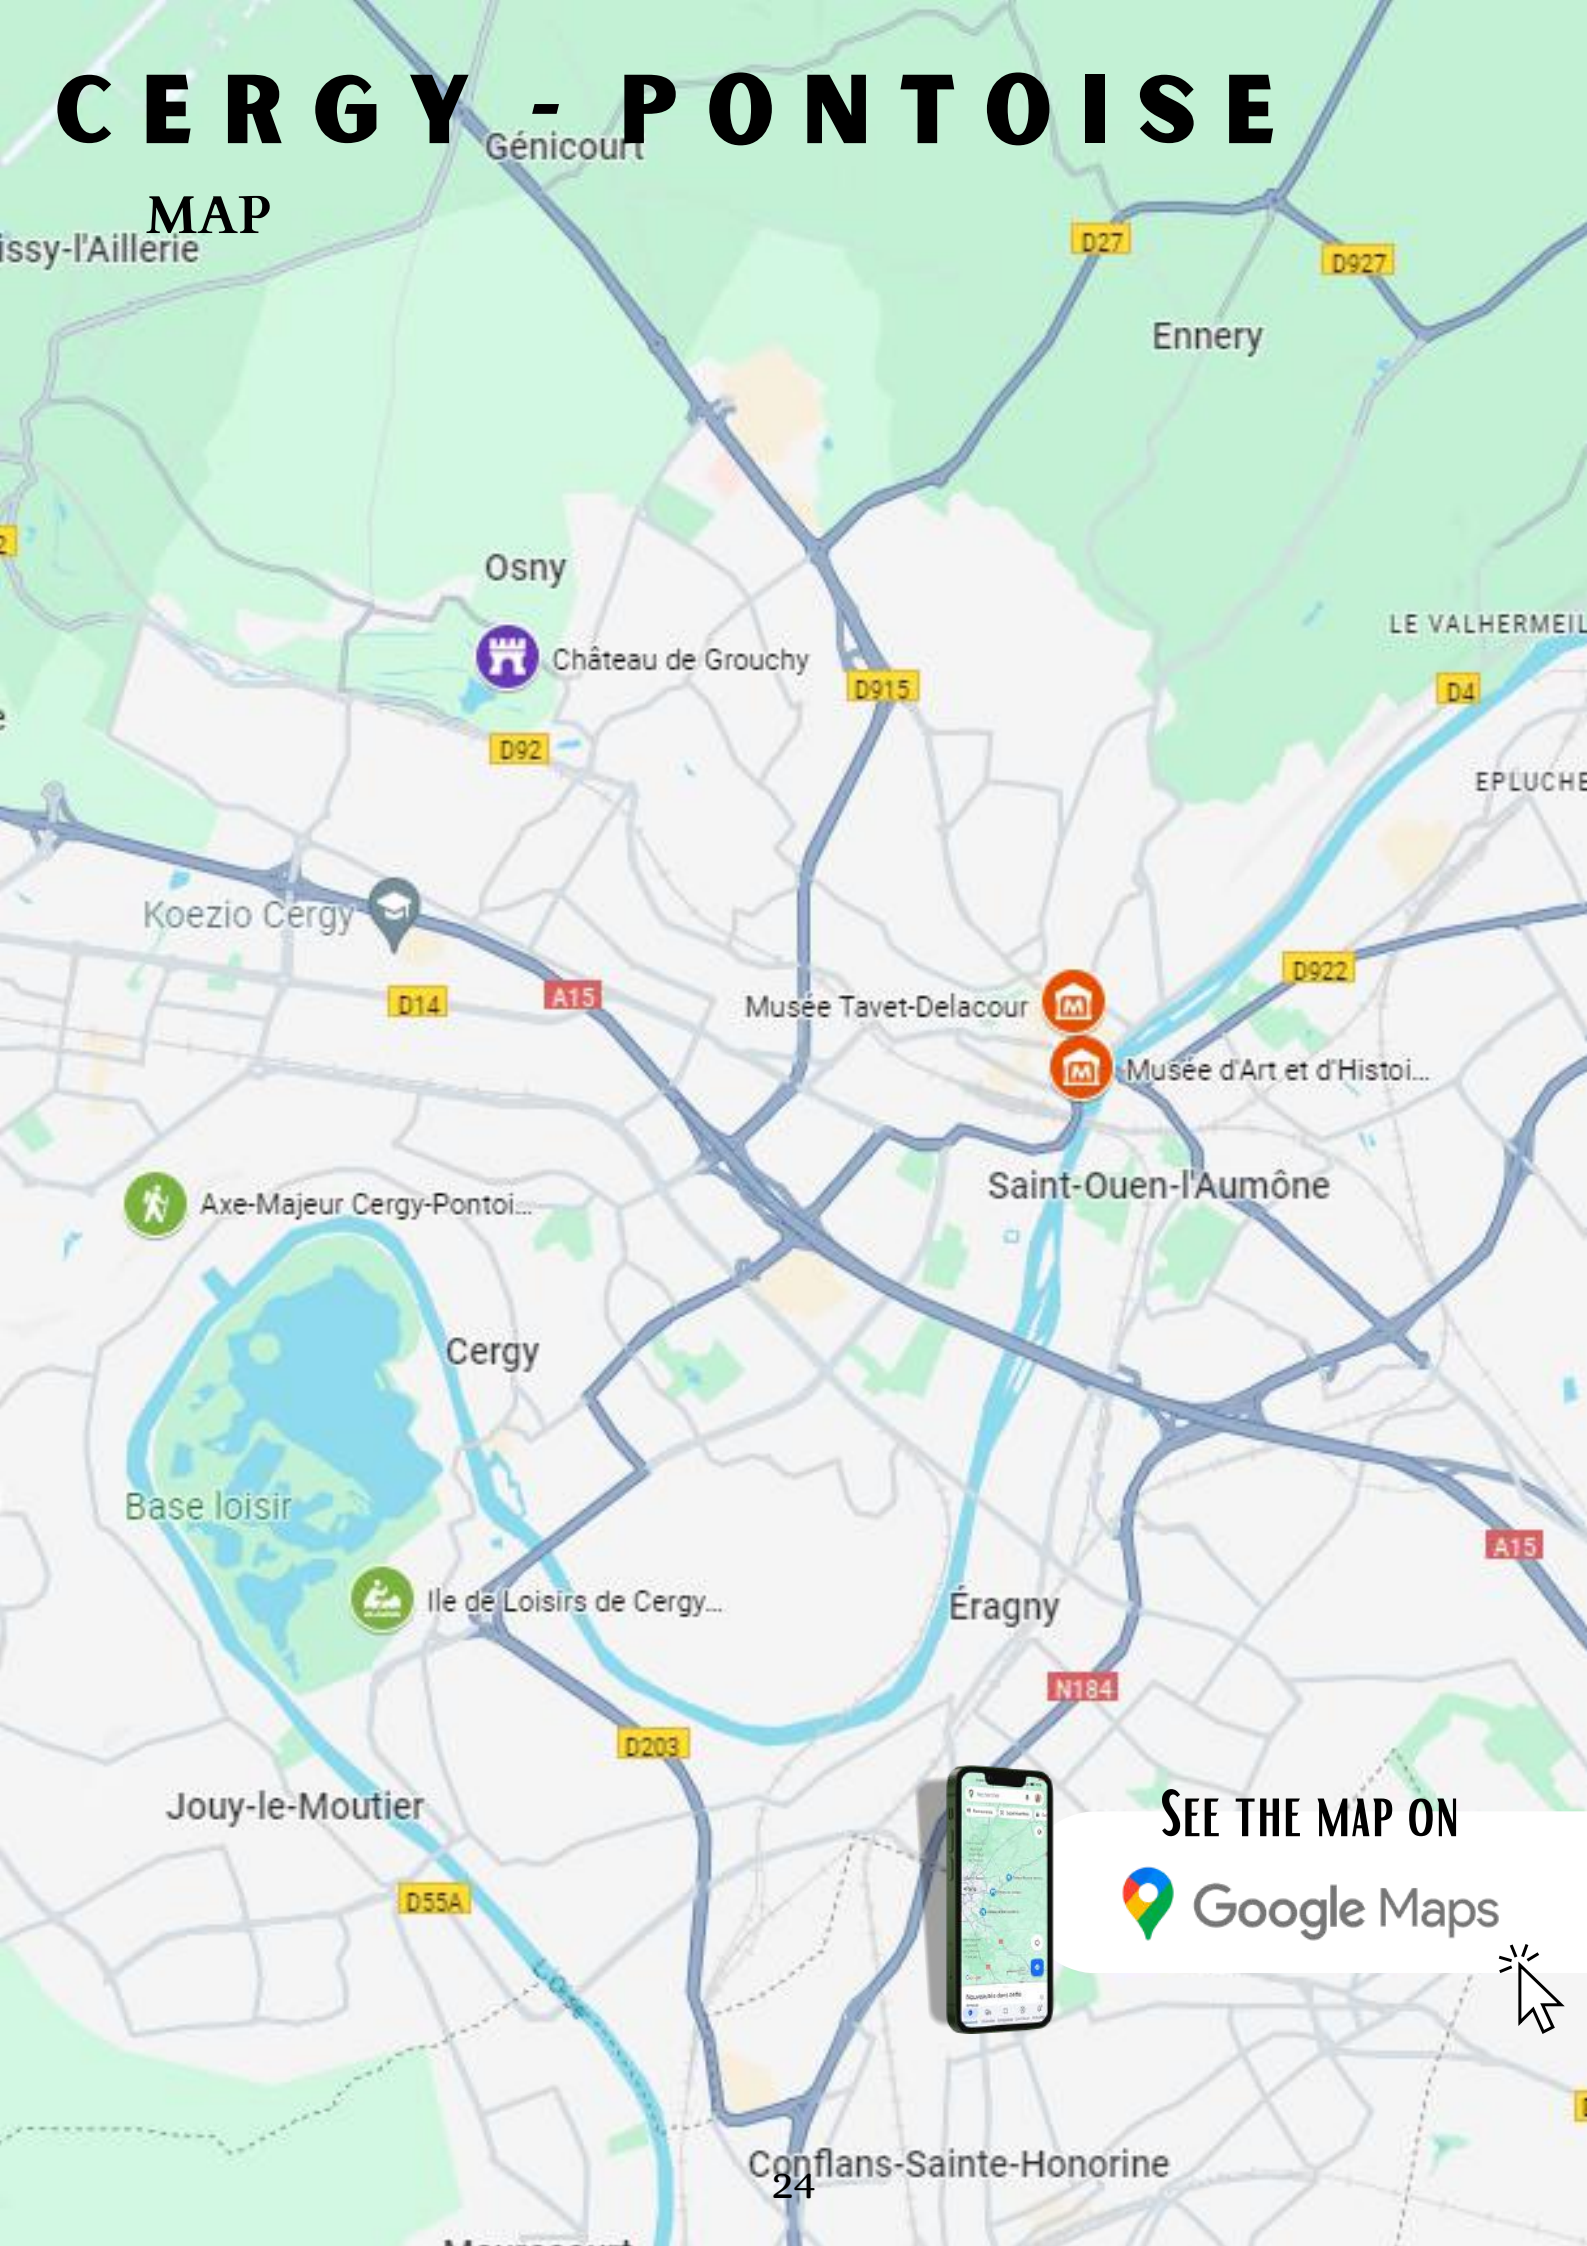 CERGY - PONTOISE
Génicourt
MAP
issy-l'Aillerie
D27
D927
Ennery
2
Osny
LE VALHERMEIL
Château de Grouchy
D915
D4
e
D92
EPLUCHE
Koezio Cergy
D922
D14
A15
Musée Tavet-Delacour
Musée d'Art et d'Histoi...
Saint-Ouen-l'Aumône
Axe-Majeur Cergy-Pontoi...
Cergy
Base loisir
A15
Ile de Loisirs de Cergy...
Éragny
N184
D203
Jouy-le-Moutier
SEE THE MAP ON
D55A
Google Maps
L'Oise
Conflans-Sainte-Honorine
24